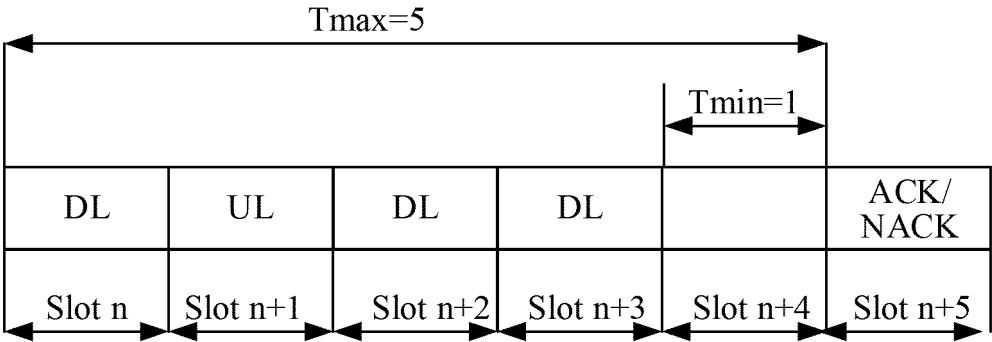 Tmax=5
Tmin=1
DL UL DL DL ACK/
NACK
Slot n Slot n+1 Slot n+2 Slot n+3 Slot n+4 Slot n+5